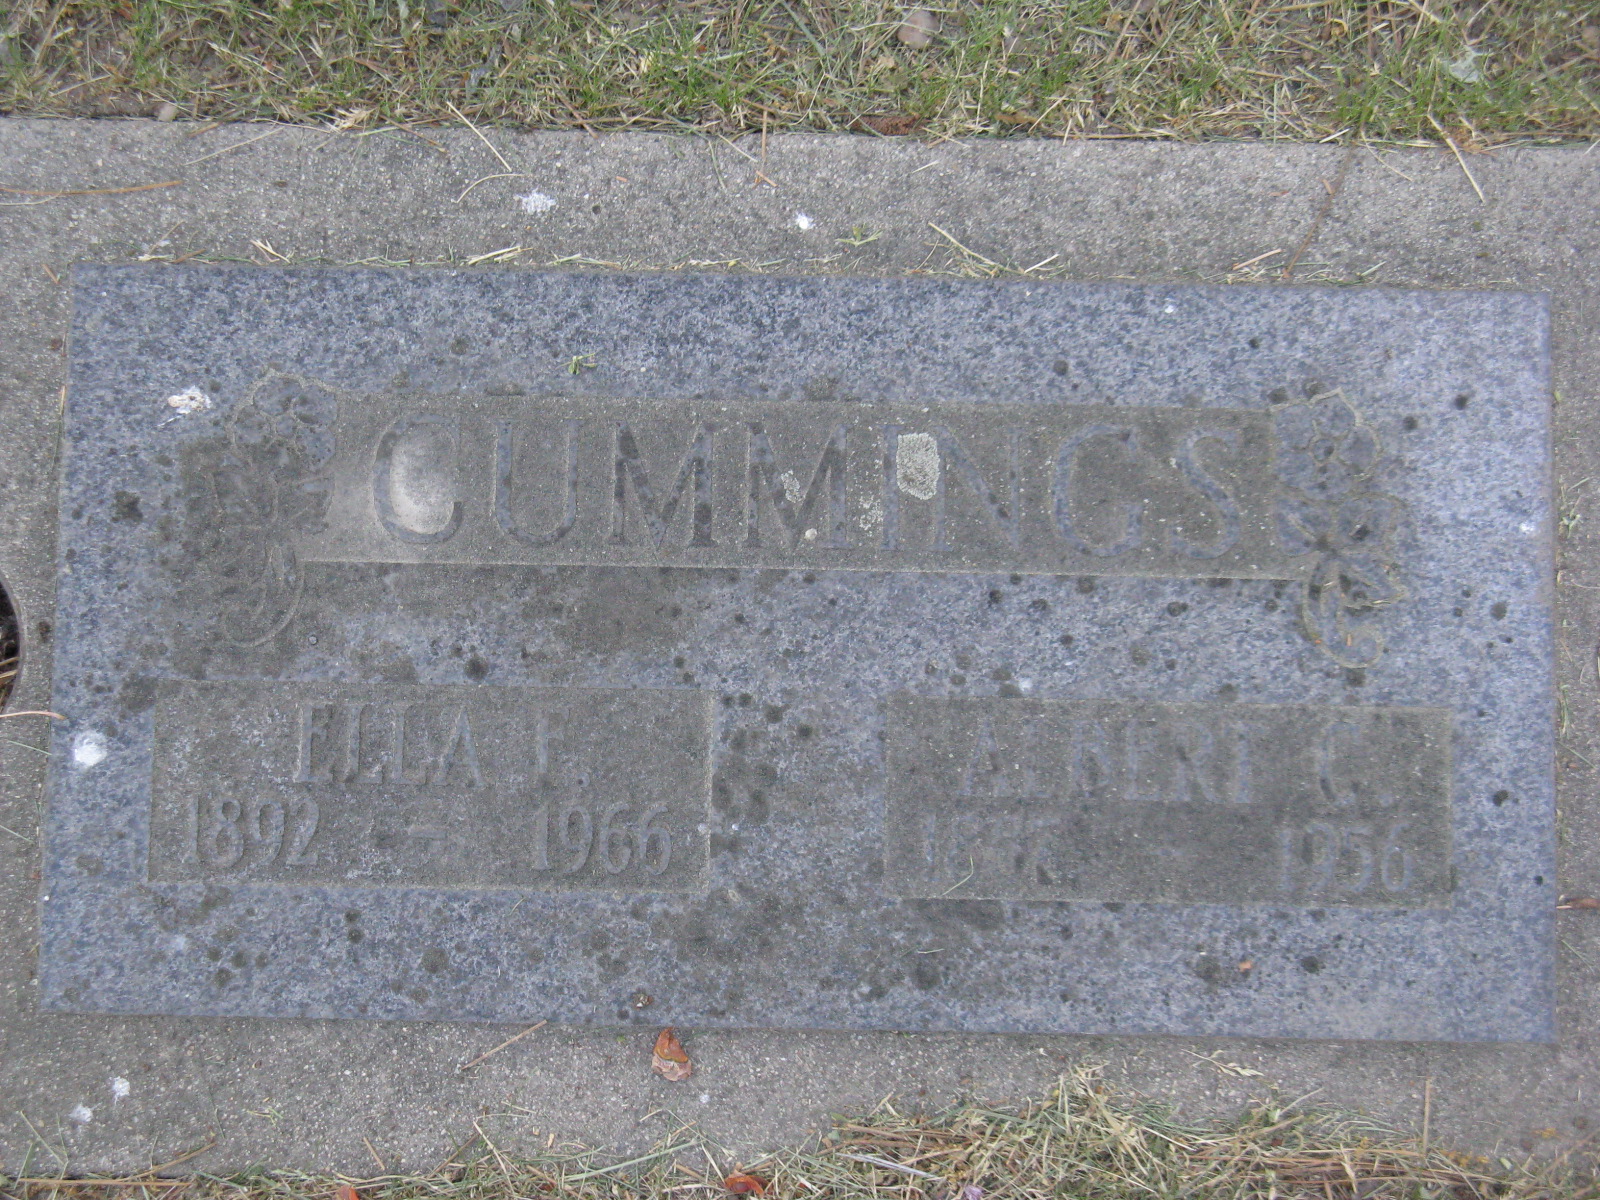 CUMMINGS
ELLA F.
1892 - 1966
ALBERT C.
- 1956